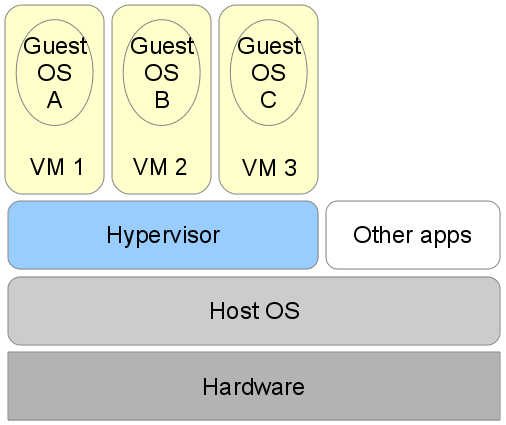 Guest
OS
A
VM 1
Guest
OS
B
VM 2
Guest
OS
C
VM 3
Hypervisor
Other apps
Host OS
Hardware